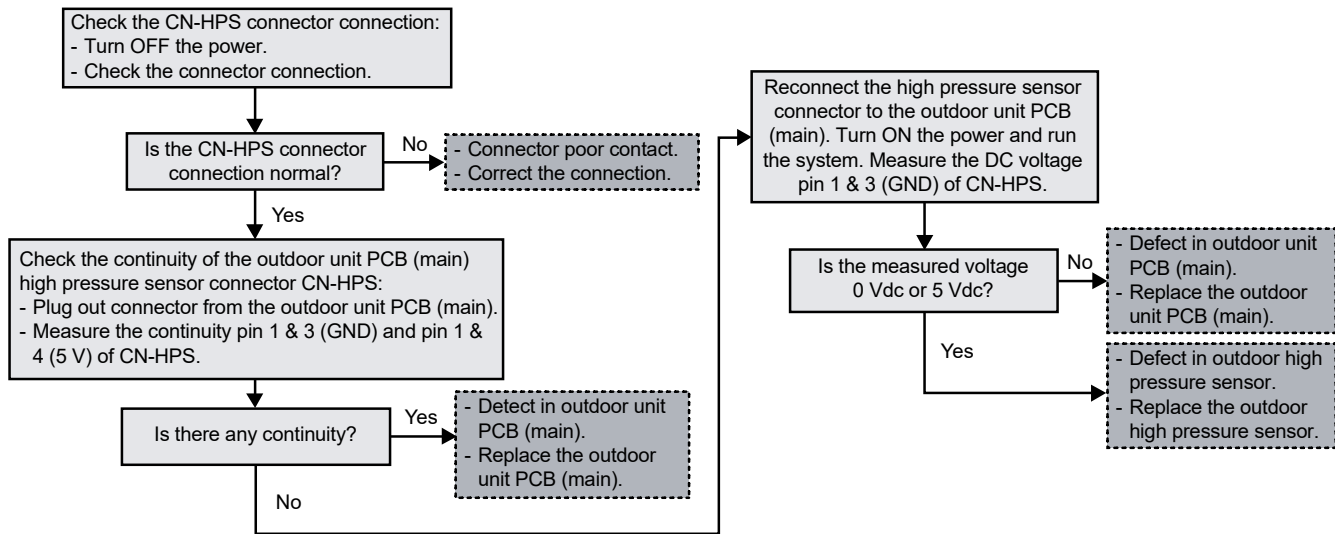 Check the CN-HPS connector connection:
- Turn OFF the power.
- Check the connector connection.
Is the CN-HPS connector
connection normal?
No
- Connector poor contact.
- Correct the connection.
Yes
Check the continuity of the outdoor unit PCB (main)
high pressure sensor connector CN-HPS:
- Plug out connector from the outdoor unit PCB (main).
- Measure the continuity pin 1 & 3 (GND) and pin 1 &
4 (5 V) of CN-HPS.
Is there any continuity?
Yes
- Detect in outdoor unit
PCB (main).
- Replace the outdoor
unit PCB (main).
No
Reconnect the high pressure sensor
connector to the outdoor unit PCB
(main). Turn ON the power and run
the system. Measure the DC voltage
pin 1 & 3 (GND) of CN-HPS.
Is the measured voltage
0 Vdc or 5 Vdc?
No
- Defect in outdoor unit
PCB (main).
- Replace the outdoor
unit PCB (main).
Yes
- Defect in outdoor high
pressure sensor.
- Replace the outdoor
high pressure sensor.